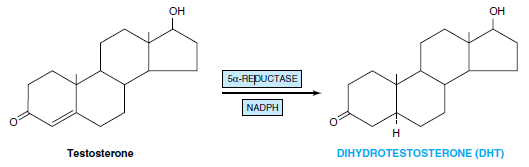 OH
OH
5α-REDUCTASE
NADPH
O
O
H
Testosterone
DIHYDROTESTOSTERONE (DHT)